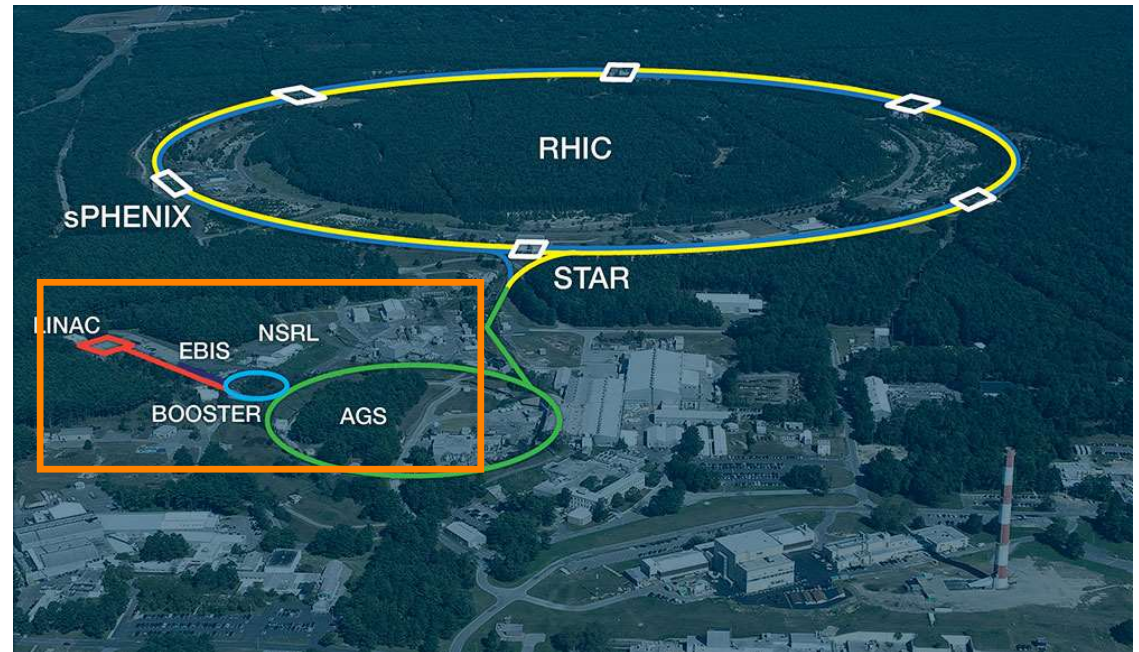 RHIC
sPHENIX
STAR
LINAC
NSRL
EBIS
BOOSTER
AGS